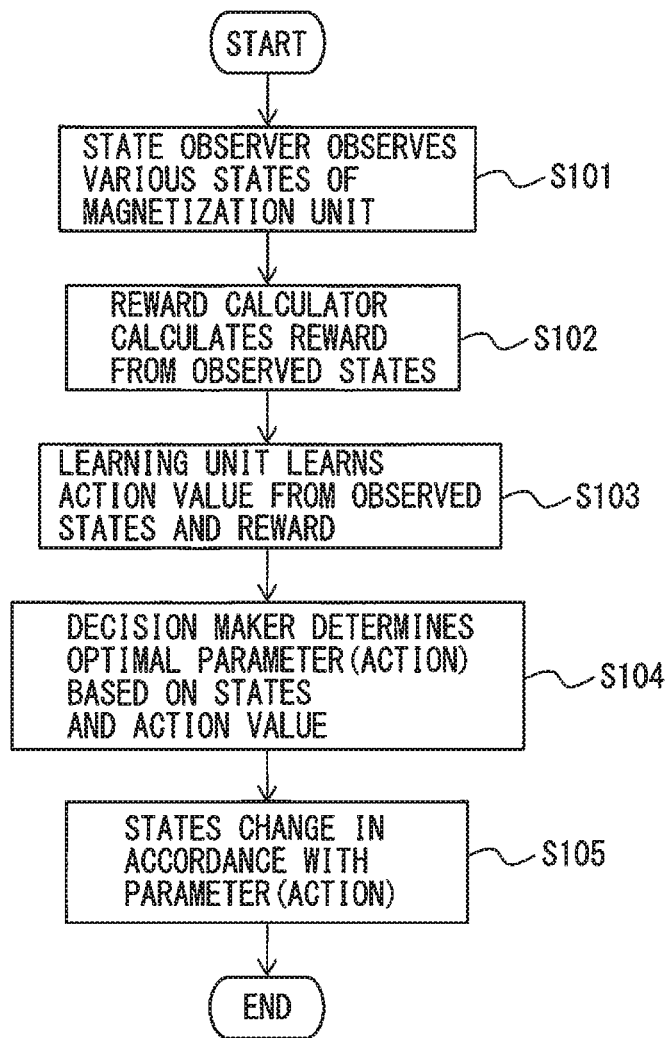 START
STATE OBSERVER OBSERVES
VARIOUS STATES OF
MAGNETIZATION UNIT
S101
REWARD CALCULATOR
CALCULATES REWARD
FROM OBSERVED STATES
S102
LEARNING UNIT LEARNS
ACTION VALUE FROM OBSERVED
STATES AND REWARD
S103
DECISION MAKER DETERMINES
OPTIMAL PARAMETER(ACTION)
BASED ON STATES
AND ACTION VALUE
S104
STATES CHANGE IN
ACCORDANCE WITH
PARAMETER(ACTION)
S105
END